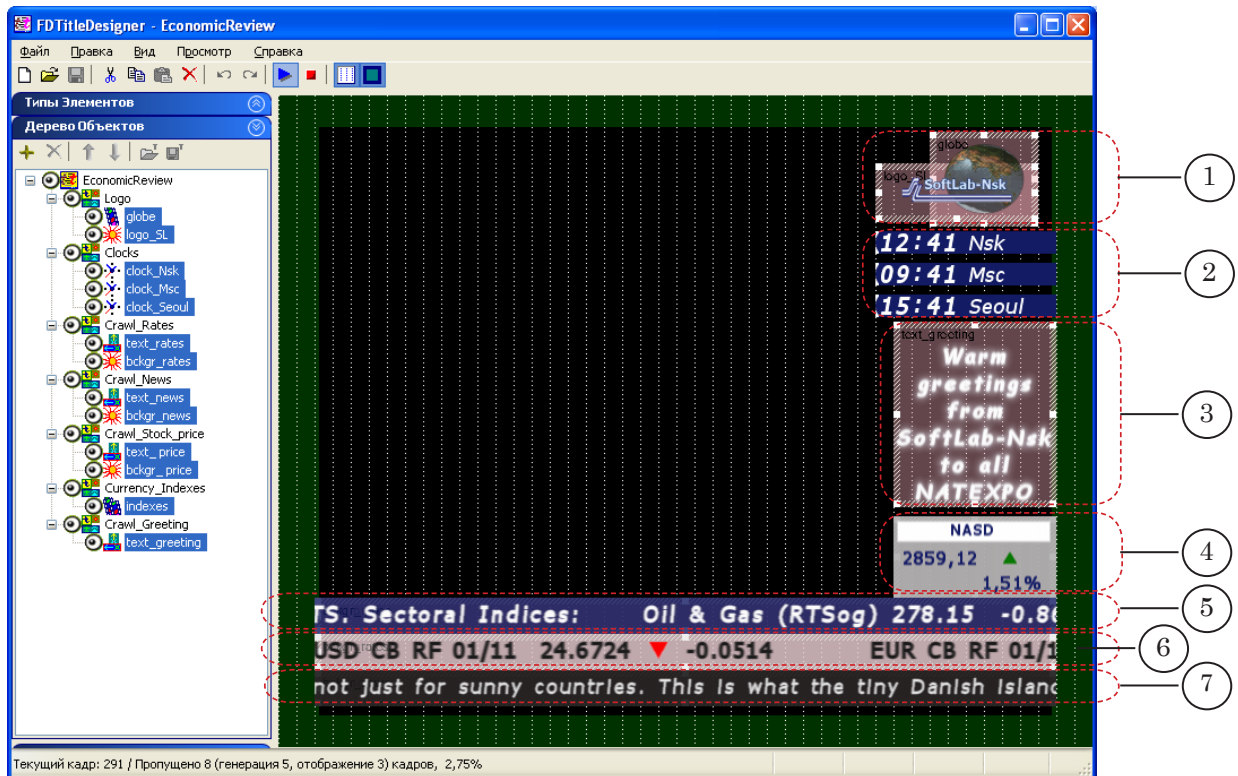 FDTitleDesigner - EconomicReview
Файл Правка Вид Просмотр Справка
Типы Элементов
Дерево Объектов
EconomicReview
Logo
globe
logo_SL
Clocks
clock_Nsk
clock_Msc
clock_Seoul
Crawl_Rates
text_rates
bckgr_rates
Crawl_News
text_news
bckgr_news
Crawl_Stock_price
text_price
bckgr_price
Currency_Indexes
indexes
Crawl_Greeting
text_greeting
globe
logo_SL
SoftLab-Nsk
1
12:41 Nsk
09:41 Msc
15:41 Seoul
2
text_greeting
Warm
greetings
from
SoftLab-Nsk
to all
NATEXPO
3
NASD
2859,12
1,51%
4
TS. Sectoral Indices: Oil & Gas (RTSog) 278.15 -0.86
5
USD CB RF 01/11 24.6724 ▼ -0.0514 EUR CB RF 01/1
6
not just for sunny countries. This is what the tiny Danish island
7
Текущий кадр: 291 / Пропущено 8 (генерация 5, отображение 3) кадров, 2,75%